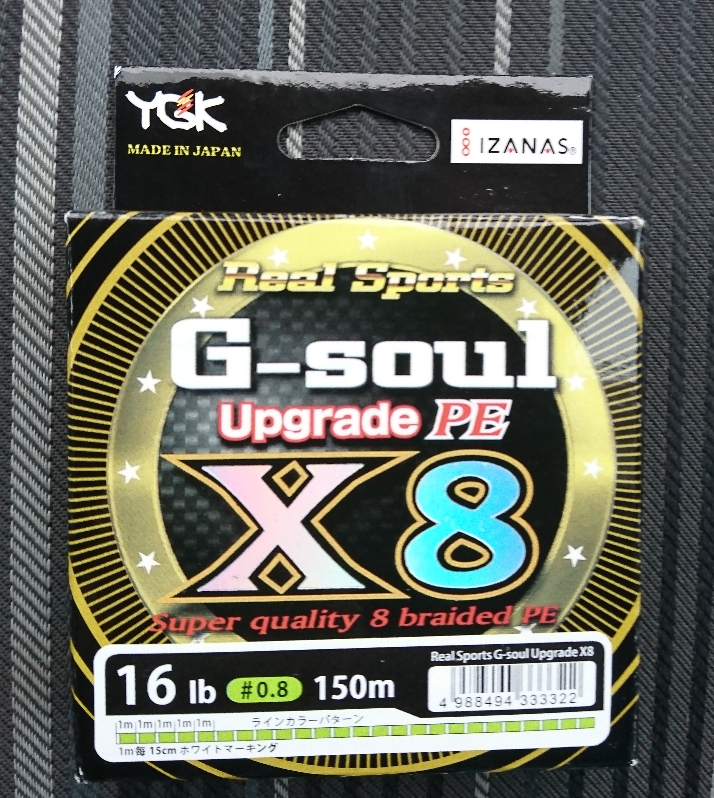 YGK
MADE IN JAPAN
IZANAS®
Real Sports
G-soul
Upgrade PE
X8
Super quality 8 braided PE
Real Sports G-soul Upgrade X8
16 lb #0.8 150m
4 988494 333322
1m 1m 1m 1m 1m ラインカラーパターン
1m毎 15cm ホワイトマーキング